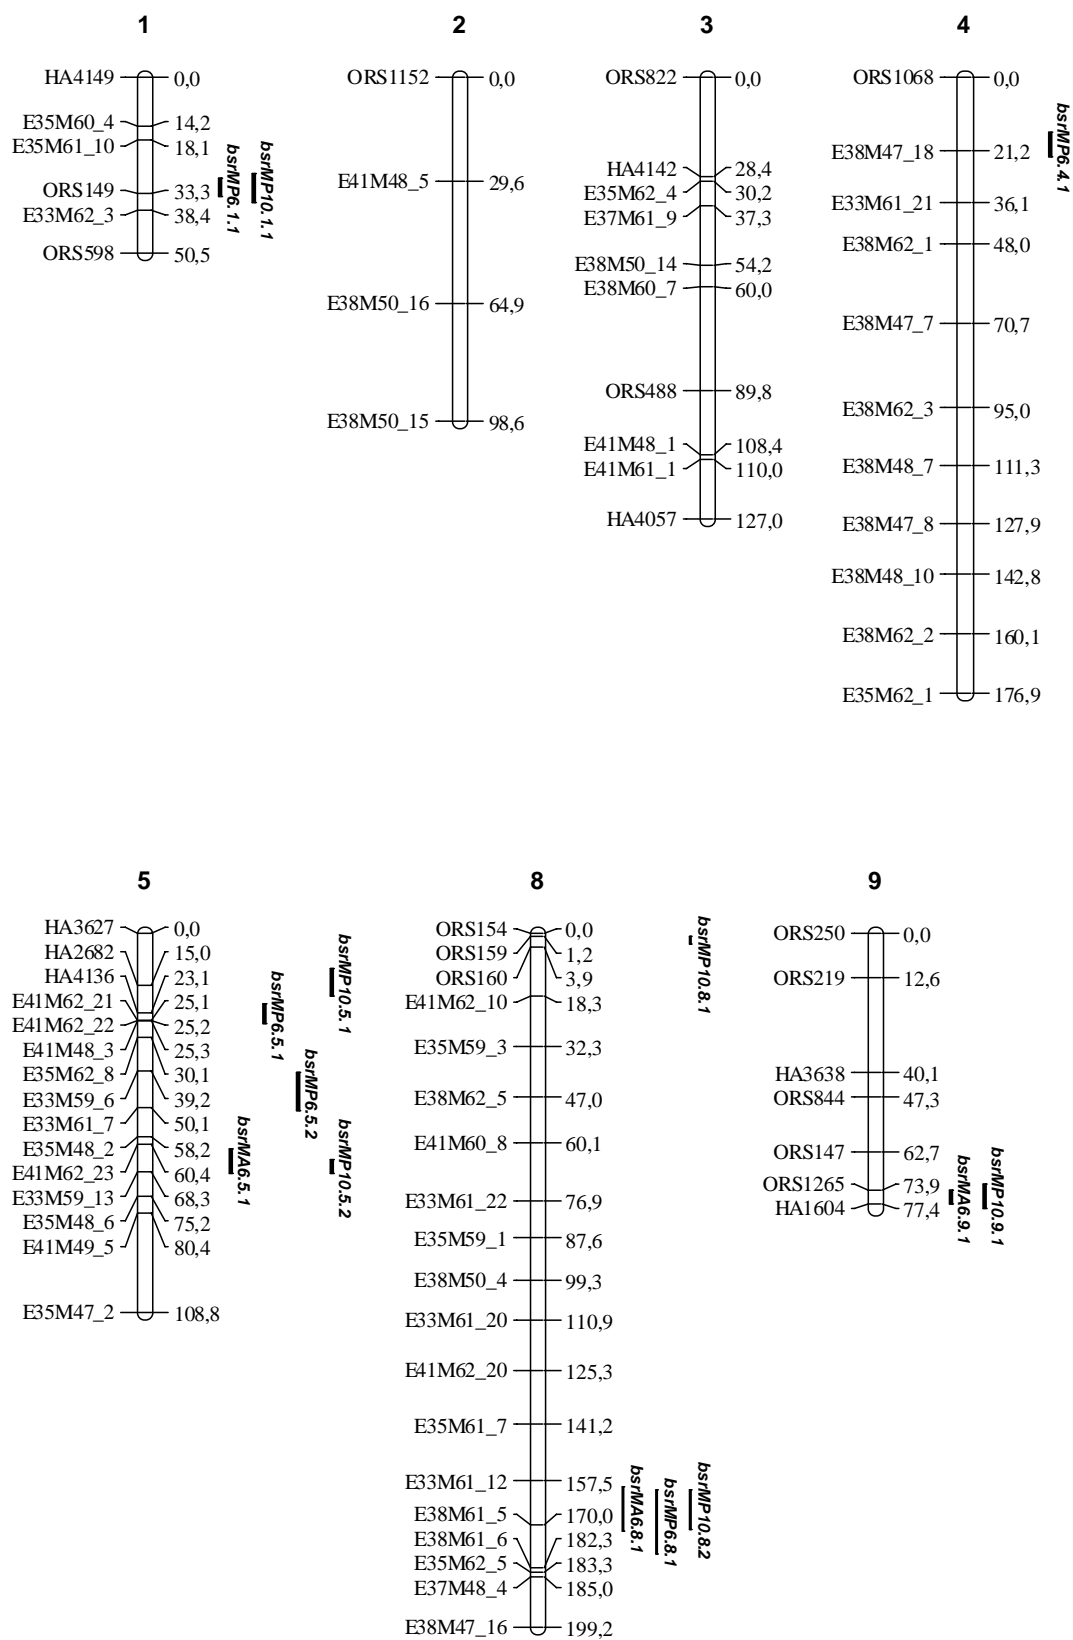 1
HA4149 0,0
E35M60_4 14,2
E35M61_10 18,1
ORS149 33,3
E33M62_3 38,4
ORS598 50,5
bsrMP6.1.1
bsrMP10.1.1
2
ORS1152 0,0
E41M48_5 29,6
E38M50_16 64,9
E38M50_15 98,6
3
ORS822 0,0
HA4142 28,4
E35M62_4 30,2
E37M61_9 37,3
E38M50_14 54,2
E38M60_7 60,0
ORS488 89,8
E41M48_1 108,4
E41M61_1 110,0
HA4057 127,0
4
ORS1068 0,0
E38M47_18 21,2
E33M61_21 36,1
E38M62_1 48,0
E38M47_7 70,7
E38M62_3 95,0
E38M48_7 111,3
E38M47_8 127,9
E38M48_10 142,8
E38M62_2 160,1
E35M62_1 176,9
bsrMP6.4.1
5
HA3627 0,0
HA2682 15,0
HA4136 23,1
E41M62_21 25,1
E41M62_22 25,2
E41M48_3 25,3
E35M62_8 30,1
E33M59_6 39,2
E33M61_7 50,1
E35M48_2 58,2
E41M62_23 60,4
E33M59_13 68,3
E35M48_6 75,2
E41M49_5 80,4
E35M47_2 108,8
bsrMA6.5.1
bsrMP6.5.1
bsrMP6.5.2
bsrMP10.5.1
bsrMP10.5.2
8
ORS154 0,0
ORS159 1,2
ORS160 3,9
E41M62_10 18,3
E35M59_3 32,3
E38M62_5 47,0
E41M60_8 60,1
E33M61_22 76,9
E35M59_1 87,6
E38M50_4 99,3
E33M61_20 110,9
E41M62_20 125,3
E35M61_7 141,2
E33M61_12 157,5
E38M61_5 170,0
E38M61_6 182,3
E35M62_5 183,3
E37M48_4 185,0
E38M47_16 199,2
bsrMA6.8.1
bsrMP6.8.1
bsrMP10.8.1
bsrMP10.8.2
9
ORS250 0,0
ORS219 12,6
HA3638 40,1
ORS844 47,3
ORS147 62,7
ORS1265 73,9
HA1604 77,4
bsrMA6.9.1
bsrMP10.9.1